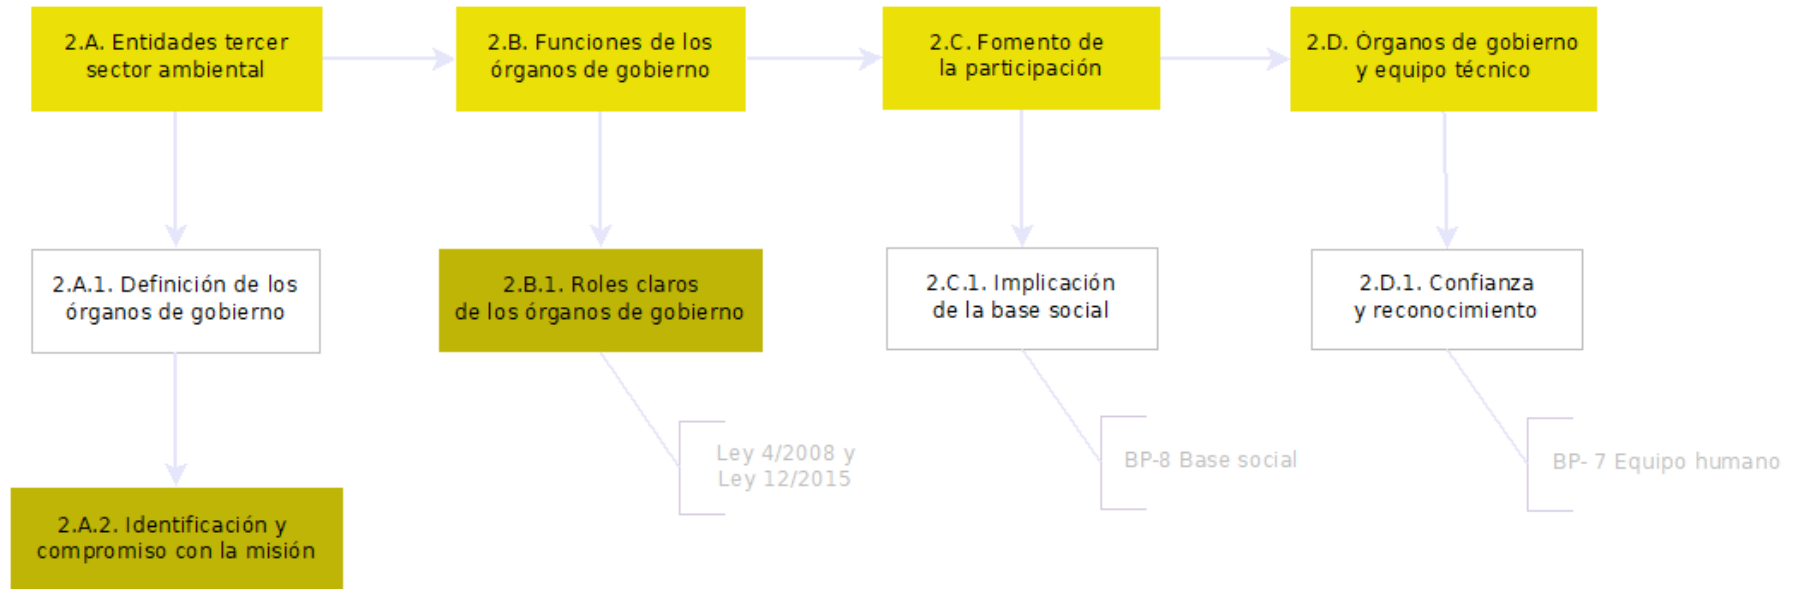 2.A. Entidades tercer
sector ambiental
2.B. Funciones de los
órganos de gobierno
2.C. Fomento de
la participación
2.D. Órganos de gobierno
y equipo técnico
2.A.1. Definición de los
órganos de gobierno
2.B.1. Roles claros
de los órganos de gobierno
2.C.1. Implicación
de la base social
2.D.1. Confianza
y reconocimiento
Ley 4/2008 y
Ley 12/2015
BP-8 Base social
BP- 7 Equipo humano
2.A.2. Identificación y
compromiso con la misión